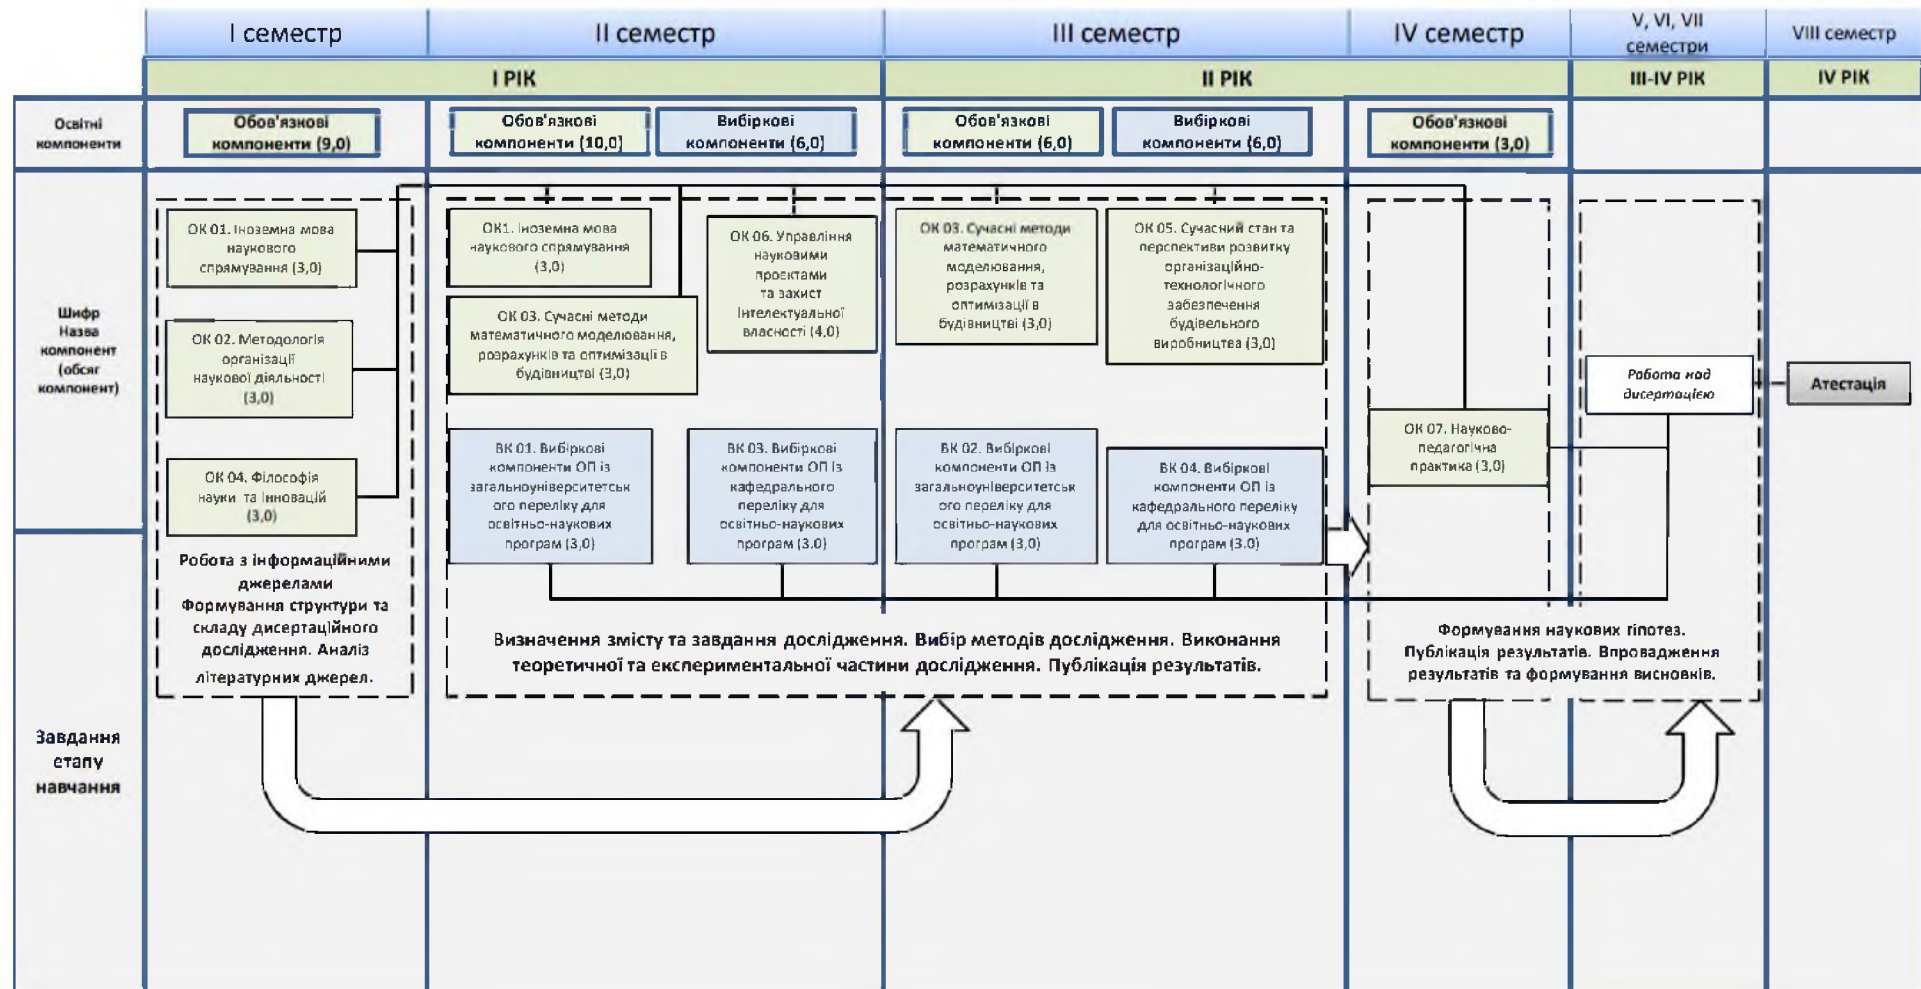 І семестр
ІІ семестр
ІІІ семестр
IV семестр
V, VI, VII
семестри
VIII семестр
І РІК
ІІ РІК
ІІІ-IV РІК
IV РІК
Освітні
компоненти
Обов'язкові
компоненти (9,0)
Обов'язкові
компоненти (10,0)
Вибіркові
компоненти (6,0)
Обов'язкові
компоненти (6,0)
Вибіркові
компоненти (6,0)
Обов'язкові
компоненти (3,0)
Шифр
Назва
компонент
(обсяг
компонент)
ОК 01. Іноземна мова
наукового
спрямування (3,0)
ОК 02. Методологія
організації
наукової діяльності
(3,0)
ОК 04. Філософія
науки та інновацій
(3,0)
ОК1. Іноземна мова
наукового спрямування
(3,0)
ОК 03. Сучасні методи
математичного моделювання,
розрахунків та оптимізації в
будівництві (3,0)
ОК 06. Управління
науковими
проєктами
та захист
інтелектуальної
власності (4,0)
ОК 03. Сучасні методи
математичного
моделювання,
розрахунків та
оптимізації в
будівництві (3,0)
ОК 05. Сучасний стан та
перспективи розвитку
організаційно-
технологічного
забезпечення
будівельного
виробництва (3,0)
ВК 01. Вибіркові
компоненти ОП із
загальноуніверситетськ
ого переліку для
освітньо-наукових
програм (3,0)
ВК 03. Вибіркові
компоненти ОП із
кафедрального
переліку для
освітньо-наукових
програм (3.0)
ВК 02. Вибіркові
компоненти ОП із
загальноуніверситетськ
ого переліку для
освітньо-наукових
програм (3,0)
ВК 04. Вибіркові
компоненти ОП із
кафедрального переліку
для освітньо-наукових
програм (3.0)
ОК 07. Науково-
педагогічна
практика (3,0)
Робота над
дисертацією
Атестація
Завдання
етапу
навчання
Робота з інформаційними
джерелами
Формування структури та
складу дисертаційного
дослідження. Аналіз
літературних джерел.
Визначення змісту та завдання дослідження. Вибір методів дослідження. Виконання
теоретичної та експериментальної частини дослідження. Публікація результатів.
Формування наукових гіпотез.
Публікація результатів. Впровадження
результатів та формування висновків.